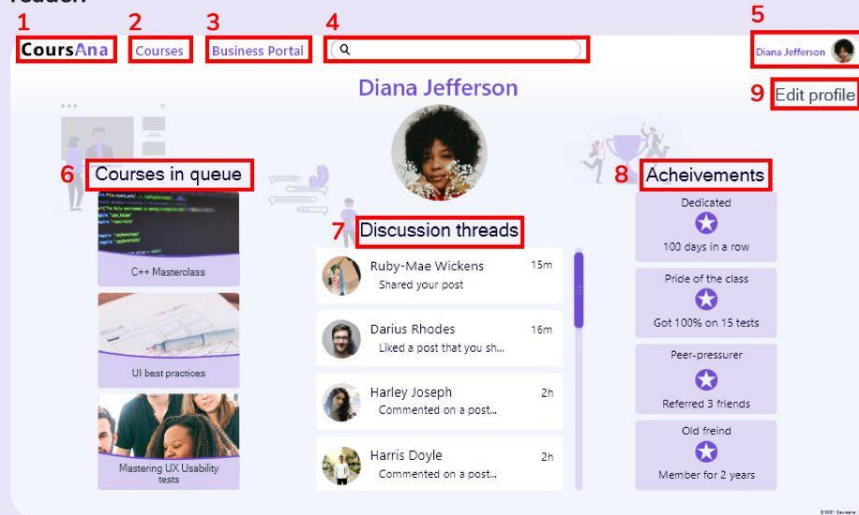 reader.
1
2
3
4
5
CoursAna
Courses
Business Portal
Diana Jefferson
Diana Jefferson
9
Edit profile
6
Courses in queue
8
Acheivements
Dedicated
100 days in a row
7
Discussion threads
C++ Masterclass
Ruby-Mae Wickens
15m
Shared your post
Pride of the class
Got 100% on 15 tests
Darius Rhodes
16m
Liked a post that you sh...
UI best practices
Peer-pressurer
Referred 3 friends
Harley Joseph
2h
Commented on a post...
Old freind
Member for 2 years
Harris Doyle
2h
Commented on a post...
Mastering UX Usability
tests